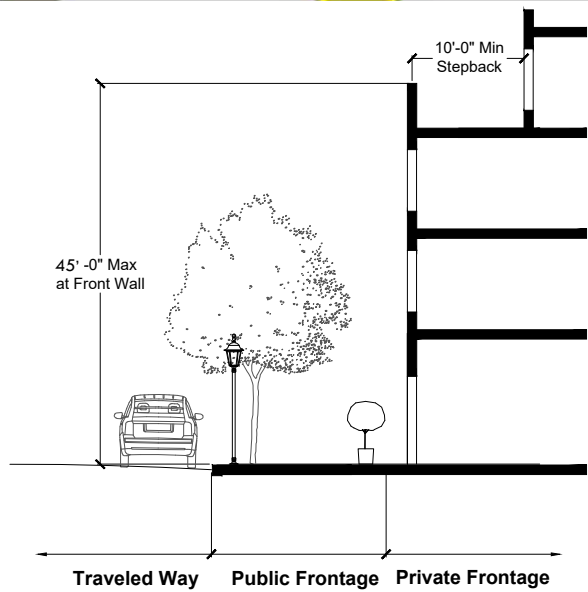 10'-0" Min
Stepback
45' -0" Max
at Front Wall
Traveled Way Public Frontage Private Frontage